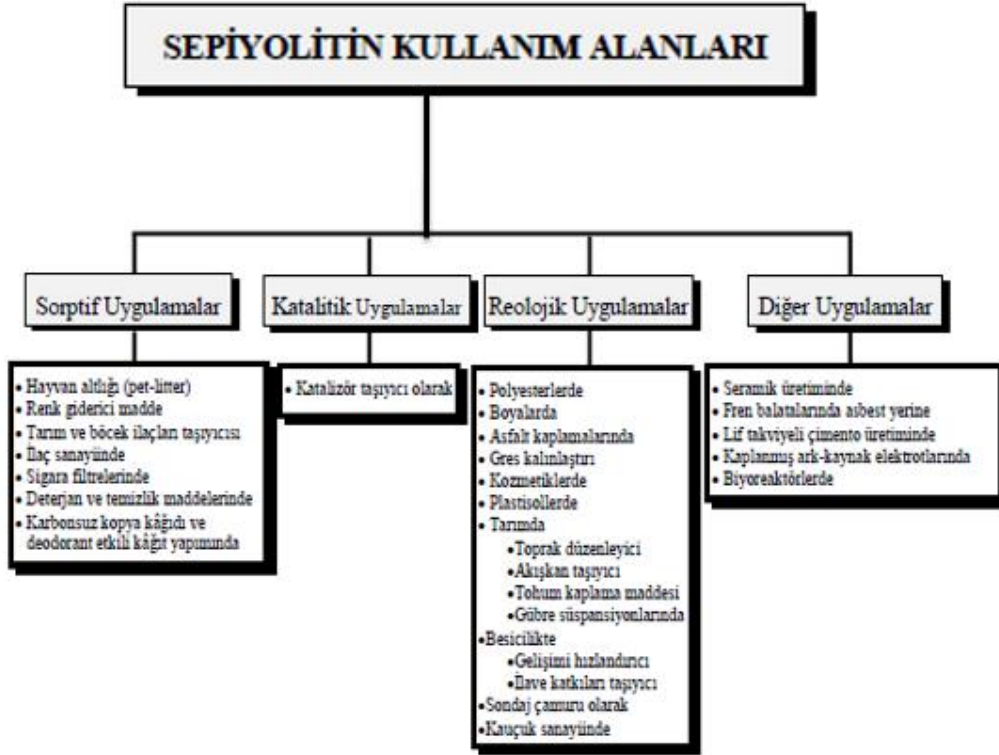 SEPİYOLİTİN KULLANIM ALANLARI
Sorptif Uygulamalar
• Hayvan altlığı (pet-litter)
• Renk giderici madde
• Tarım ve böcek ilaçları taşıyıcısı
• İlaç sanayiinde
• Sigara filtrelerinde
• Deterjan ve temizlik maddelerinde
• Karbonsuz kopya kâğıdı ve
deodorant etkili kâğıt yapımında
Katalitik Uygulamalar
• Katalizör taşıyıcı olarak
Reolojik Uygulamalar
• Polyesterlerde
• Boyalarda
• Asfalt kaplamalarında
• Gres kalınlaştırı
• Kozmetiklerde
• Plastisollerde
• Tarımda
• Toprak düzenleyici
• Akışkan taşıyıcı
• Tohum kaplama maddesi
• Gübre süspansiyonlarında
• Besicilikte
• Gelişimi hızlandırıcı
• İlave katkıları taşıyıcı
• Sondaj çamuru olarak
• Kauçuk sanayiinde
Diğer Uygulamalar
• Seramik üretiminde
• Fren balatalarında asbest yerine
• Lif takviyeli çimento üretiminde
• Kaplanmış ark-kaynak elektrotlarında
• Biyoreaktörlerde